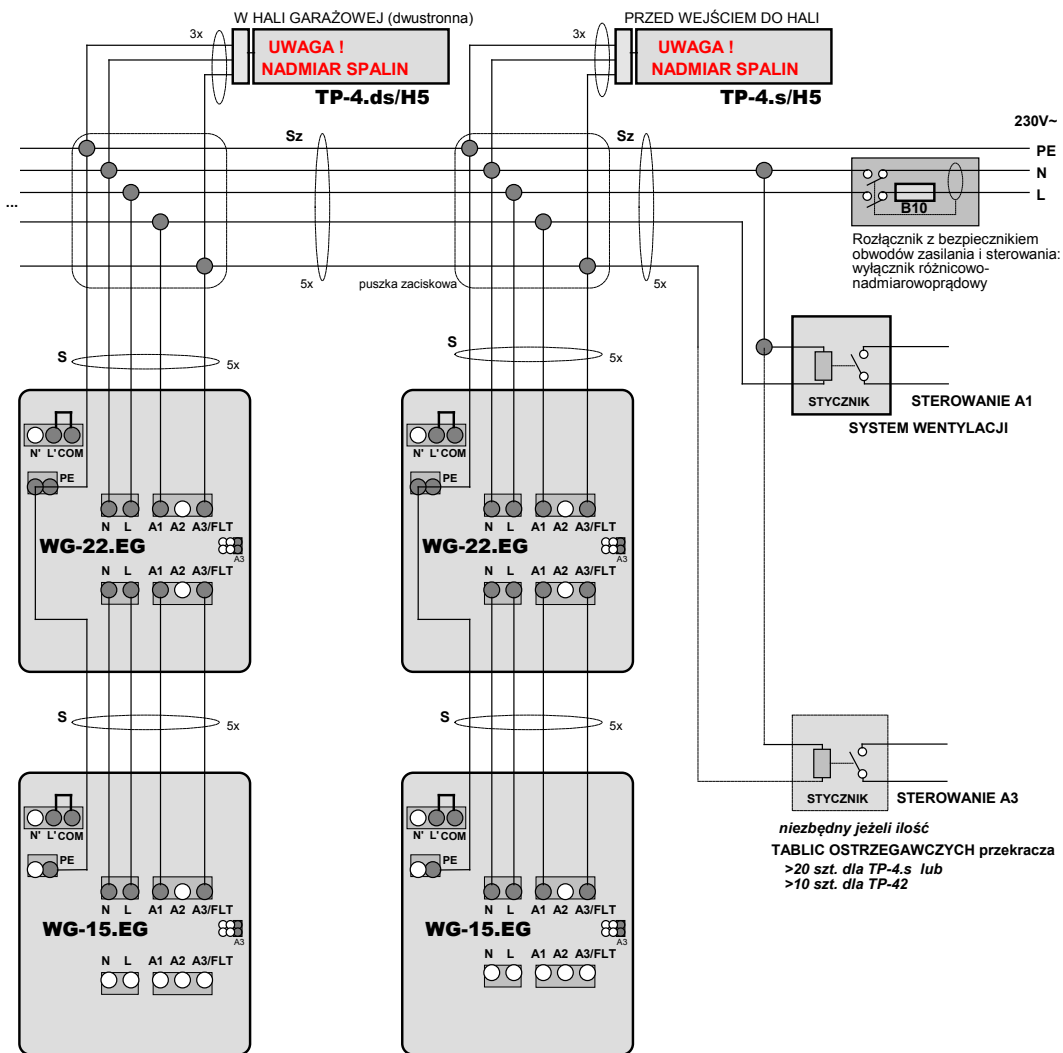 W HALI GARAŻOWEJ (dwustronna)
PRZED WEJŚCIEM DO HALI
3x
UWAGA !
NADMIAR SPALIN
TP-4.ds/H5
3x
UWAGA !
NADMIAR SPALIN
TP-4.s/H5
230V~
Sz
Sz
PE
N
L
...
B10
Rozłącznik z bezpiecznikiem
obwodów zasilania i sterowania:
wyłącznik różnicowo-
nadmiarowoprądowy
5x
puszka zaciskowa
5x
S
5x
S
5x
STYCZNIK
STEROWANIE A1
SYSTEM WENTYLACJI
N' L' COM
PE
N L A1 A2 A3/FLT
WG-22.EG
A3
N L A1 A2 A3/FLT
N' L' COM
PE
N L A1 A2 A3/FLT
WG-22.EG
A3
N L A1 A2 A3/FLT
S
5x
S
5x
STYCZNIK
STEROWANIE A3
niezbędny jeżeli ilość
TABLIC OSTRZEGAWCZYCH przekracza
>20 szt. dla TP-4.s lub
>10 szt. dla TP-42
N' L' COM
PE
N L A1 A2 A3/FLT
WG-15.EG
A3
N L A1 A2 A3/FLT
N' L' COM
PE
N L A1 A2 A3/FLT
WG-15.EG
A3
N L A1 A2 A3/FLT